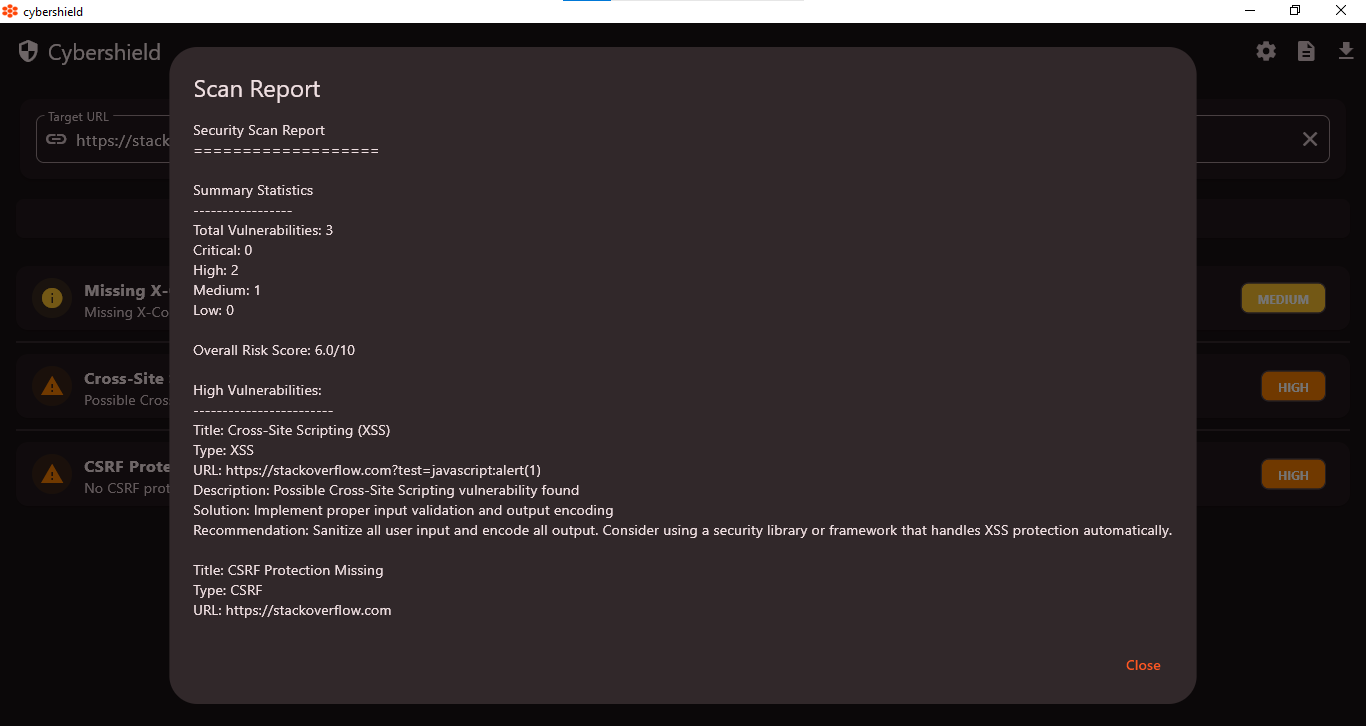 cybershield
Cybershield
Target URL
https://stack
Scan Report
Security Scan Report
===================
Summary Statistics
-----------------
Total Vulnerabilities: 3
Critical: 0
High: 2
Medium: 1
Low: 0
Overall Risk Score: 6.0/10
High Vulnerabilities:
------------------------
Title: Cross-Site Scripting (XSS)
Type: XSS
URL: https://stackoverflow.com?test=javascript:alert(1)
Description: Possible Cross-Site Scripting vulnerability found
Solution: Implement proper input validation and output encoding
Recommendation: Sanitize all user input and encode all output. Consider using a security library or framework that handles XSS protection automatically.
Title: CSRF Protection Missing
Type: CSRF
URL: https://stackoverflow.com
Close
Missing X-
Missing X-Co
MEDIUM
Cross-Site
Possible Cros
HIGH
CSRF Prote
No CSRF prot
HIGH